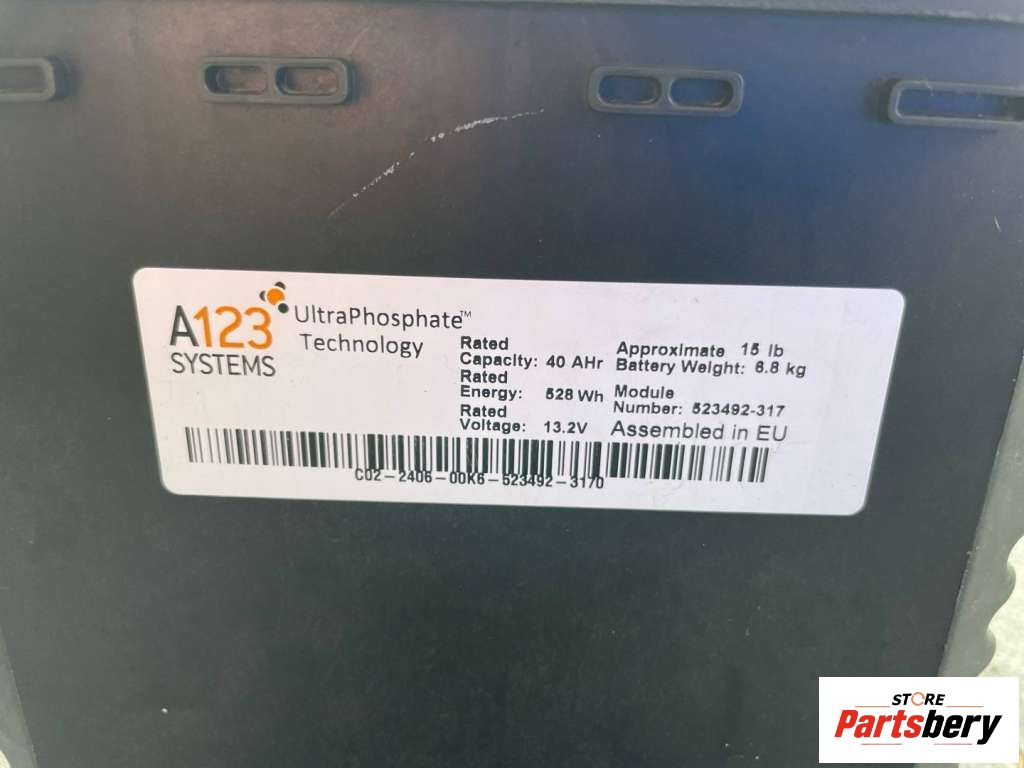 A123
SYSTEMS
UltraPhosphate™
Technology
Rated
Capacity: 40 AHr
Rated
Energy: 528 Wh
Rated
Voltage: 13.2V
Approximate 15 lb
Battery Weight: 6.8 kg
Module
Number: 523492-317
Assembled in EU
C02-2406-00K6-523492-3170
STORE
Partsbery